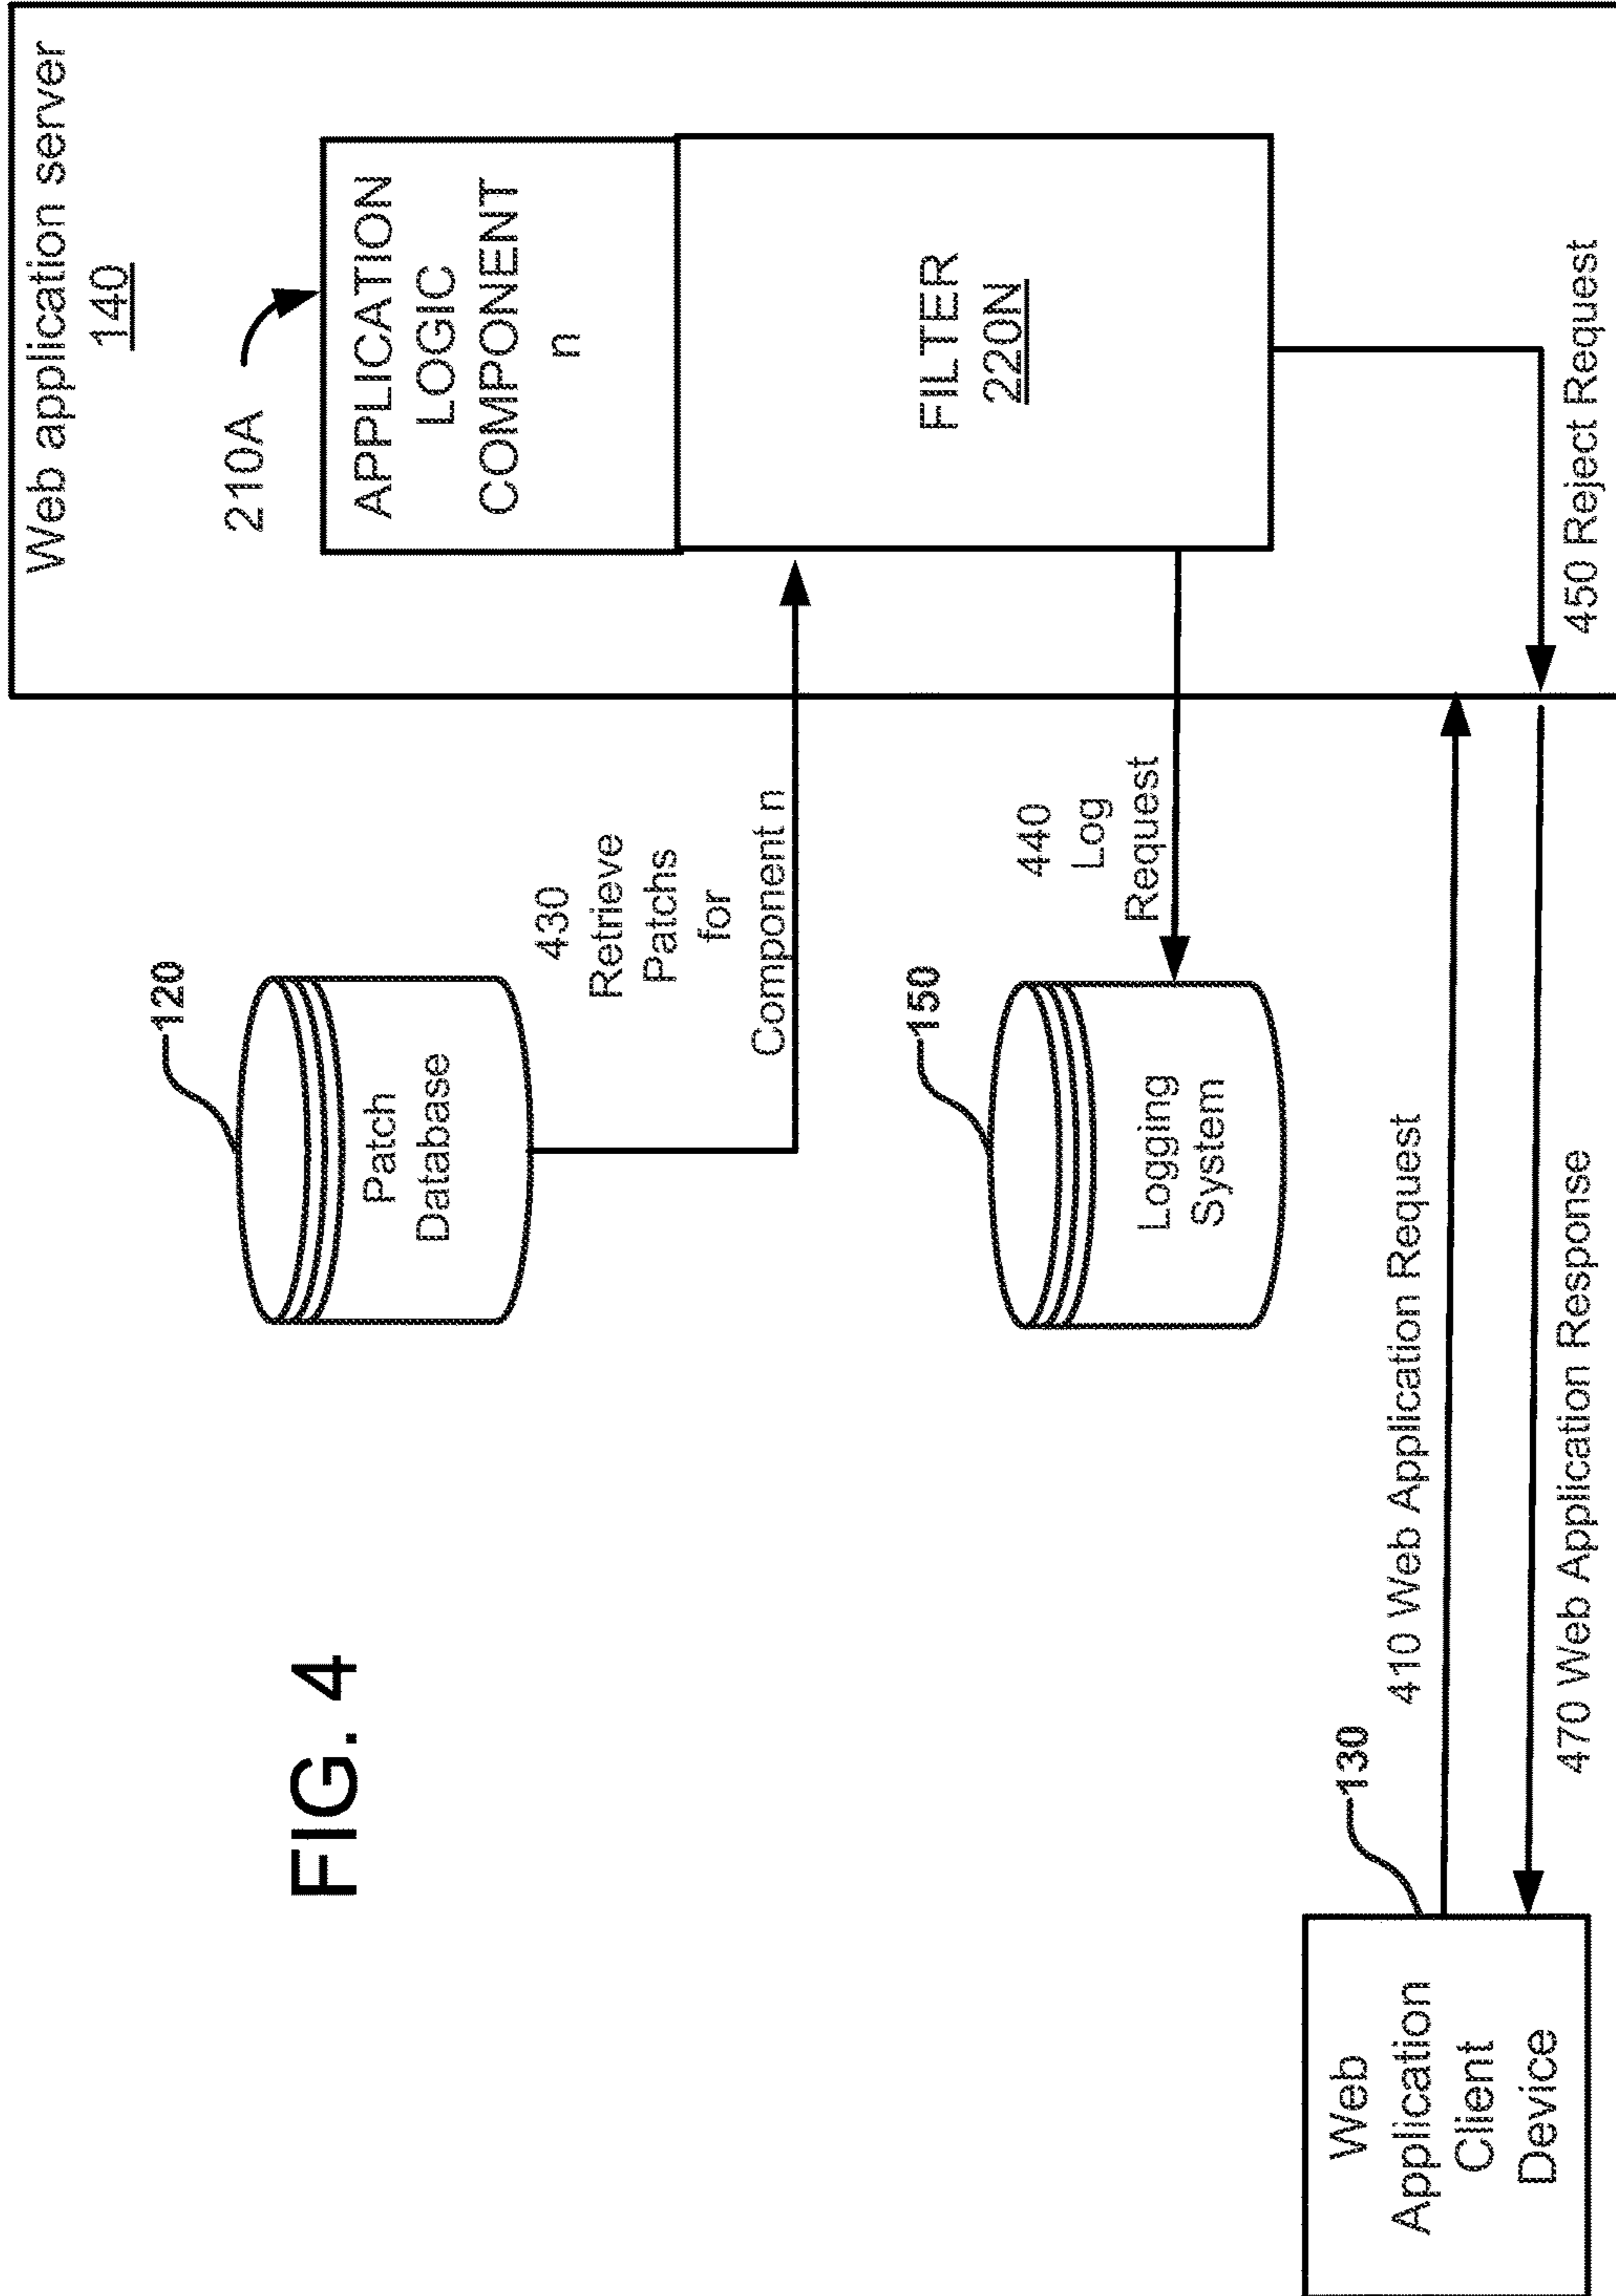 FIG. 4
Web application server
140
210A
APPLICATION
LOGIC
COMPONENT
n
FILTER
220N
120
Patch
Database
430
Retrieve
Patchs
for
Component n
150
Logging
System
440
Log
Request
450 Reject Request
130
Web
Application
Client
Device
410 Web Application Request
470 Web Application Response